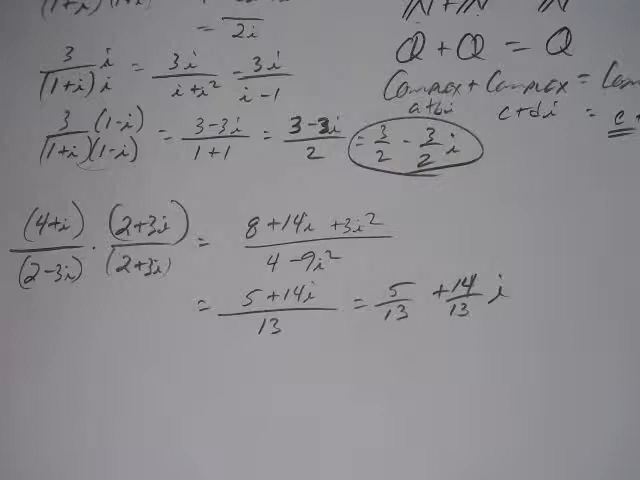 = 2i
3/(1+i) i/i = 3i/(i+i²) = 3i/(i-1)
3/(1+i) (1-i)/(1-i) = (3-3i)/(1+1) = (3-3i)/2 = 3/2 - 3/2 i
(4+i)/(2-3i) · (2+3i)/(2+3i) = (8+14i+3i²)/(4-9i²)
= (5+14i)/13 = 5/13 + 14/13 i
ℕ+ℕ ℕ
Q + Q = Q
Complex + Complex = Com
a+bi c+di = e+